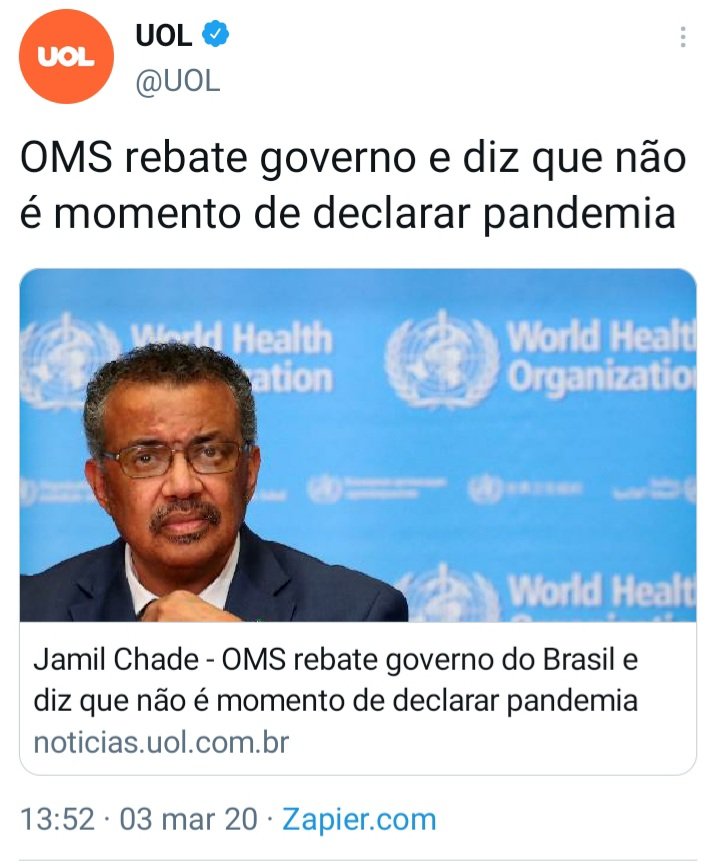 UOL
UOL
@UOL
OMS rebate governo e diz que não
é momento de declarar pandemia
World Health
ation
World Healt
Organizatio
World Healt
Jamil Chade - OMS rebate governo do Brasil e
diz que não é momento de declarar pandemia
noticias.uol.com.br
13:52 · 03 mar 20 · Zapier.com